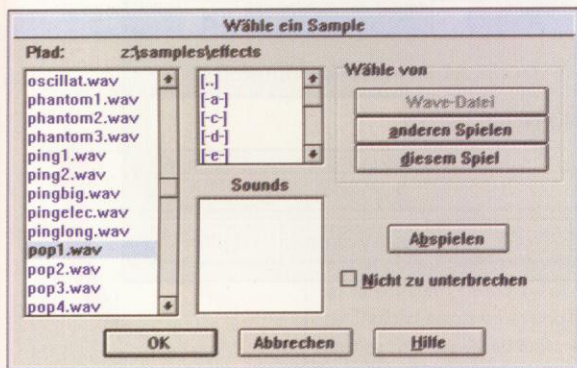 Wähle ein Sample
Pfad: z:\samples\effects
oscillat.wav
phantom1.wav
phantom2.wav
phantom3.wav
ping1.wav
ping2.wav
pingbig.wav
pingelec.wav
pinglong.wav
pop1.wav
pop2.wav
pop3.wav
pop4.wav
[..]
[-a-]
[-c-]
[-d-]
[-e-]
Sounds
Wähle von
Wave-Datei
anderen Spielen
diesem Spiel
Abspielen
Nicht zu unterbrechen
OK
Abbrechen
Hilfe